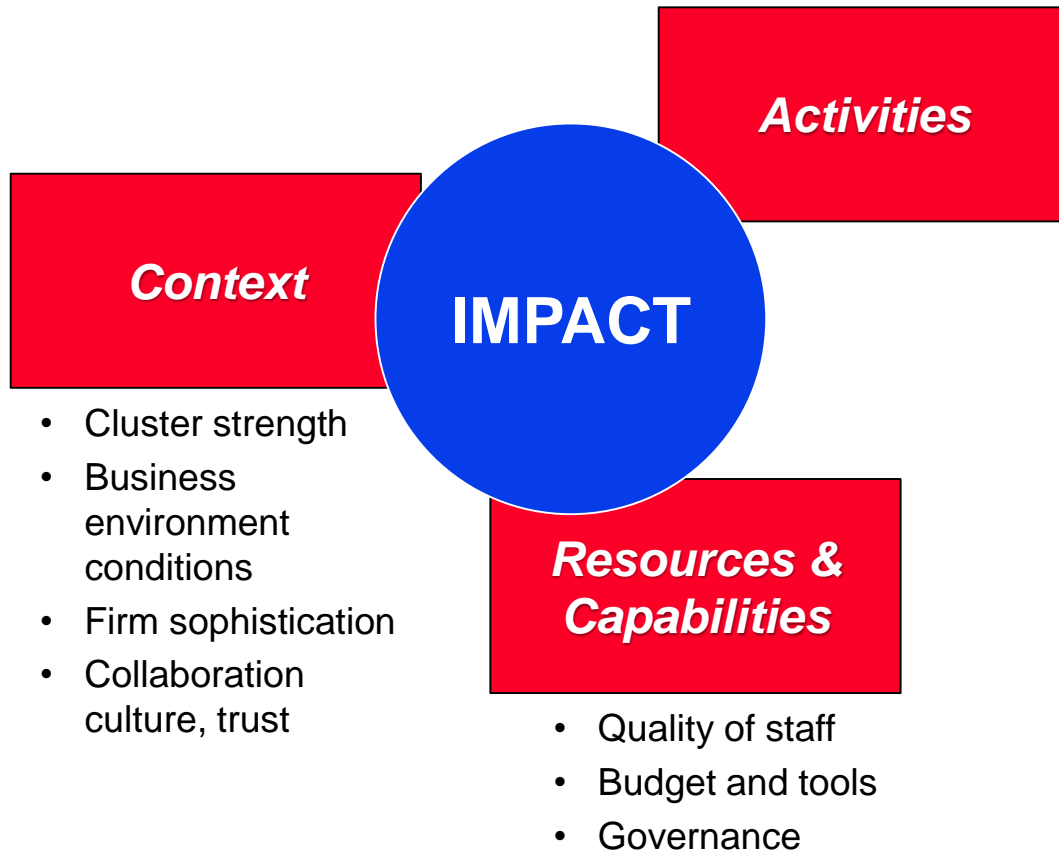 Activities
Context
IMPACT
• Cluster strength
• Business
environment
conditions
• Firm sophistication
• Collaboration
culture, trust
Resources &
Capabilities
• Quality of staff
• Budget and tools
• Governance